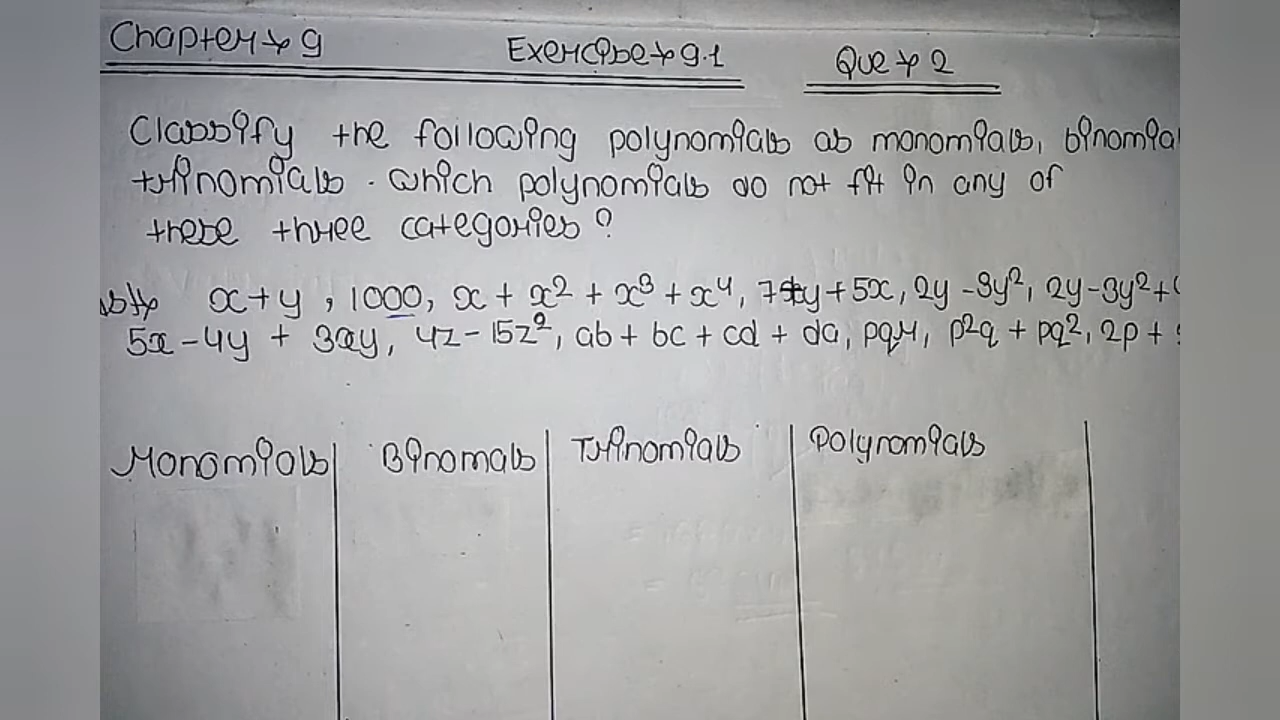 Chapter → 9 Exercise → 9.1 Que → 2
Classify the following polynomials as monomials, binomia
trinomials. which polynomials do not fit in any of
these three categories?
x+y, 1000, x + x² + x³ + x⁴, 7+y+5x, 2y -3y², 2y-3y²+
5x-4y + 3xy, 4z-15z², ab + bc + cd + da, pqr, p²q + pq², 2p +
Monomials Binomals Trinomials Polynomials